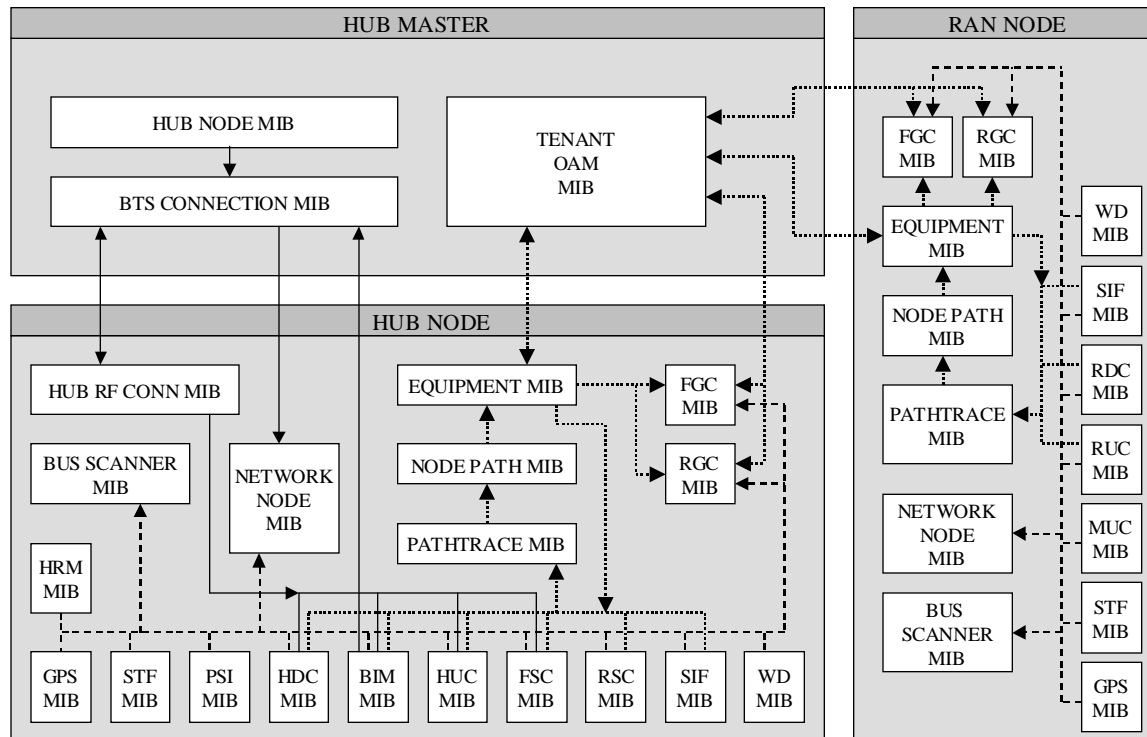 HUB MASTER
HUB NODE MIB
BTS CONNECTION MIB
TENANT
OAM
MIB
HUB NODE
HUB RF CONN MIB
BUS SCANNER
MIB
NETWORK
NODE
MIB
EQUIPMENT MIB
NODE PATH MIB
PATHTRACE MIB
FGC
MIB
RGC
MIB
HRM
MIB
GPS
MIB
STF
MIB
PSI
MIB
HDC
MIB
BIM
MIB
HUC
MIB
FSC
MIB
RSC
MIB
SIF
MIB
WD
MIB
RAN NODE
FGC
MIB
RGC
MIB
EQUIPMENT
MIB
NODE PATH
MIB
PATHTRACE
MIB
NETWORK
NODE
MIB
BUS
SCANNER
MIB
WD
MIB
SIF
MIB
RDC
MIB
RUC
MIB
MUC
MIB
STF
MIB
GPS
MIB